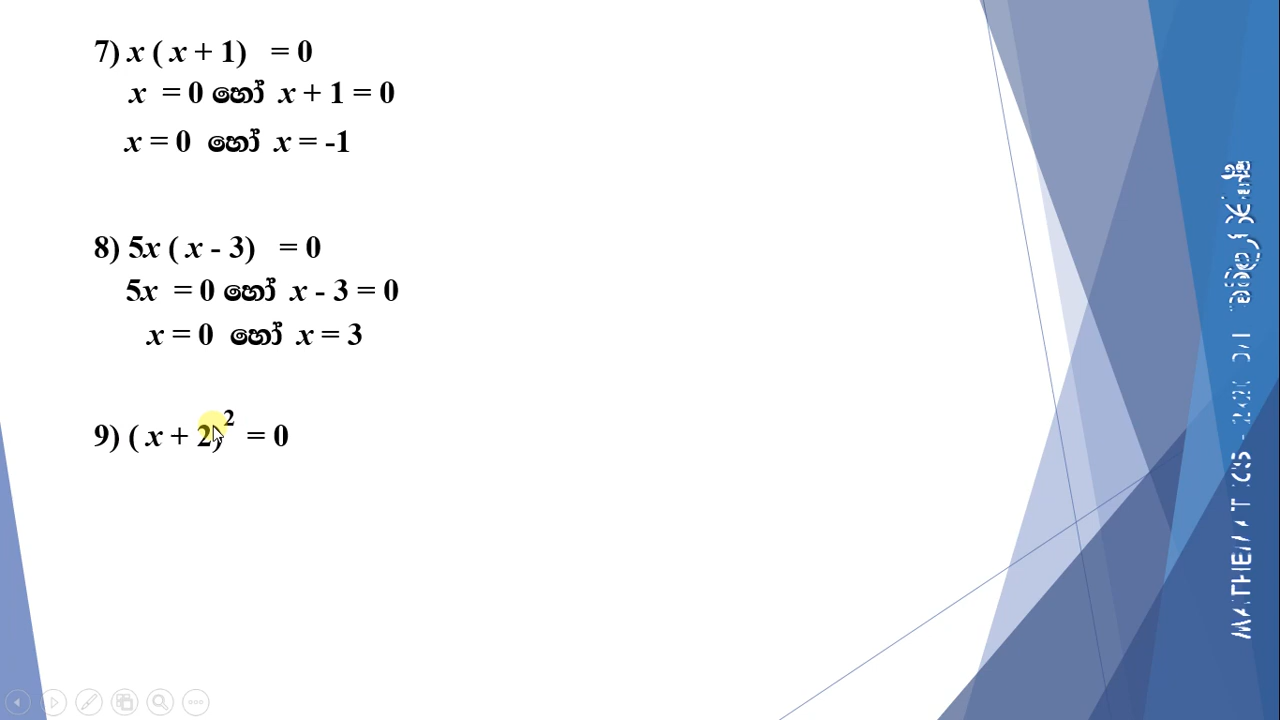 7) x ( x + 1) = 0
x = 0 හෝ x + 1 = 0
x = 0 හෝ x = -1
8) 5x ( x - 3) = 0
5x = 0 හෝ x - 3 = 0
x = 0 හෝ x = 3
9) ( x + 2)² = 0